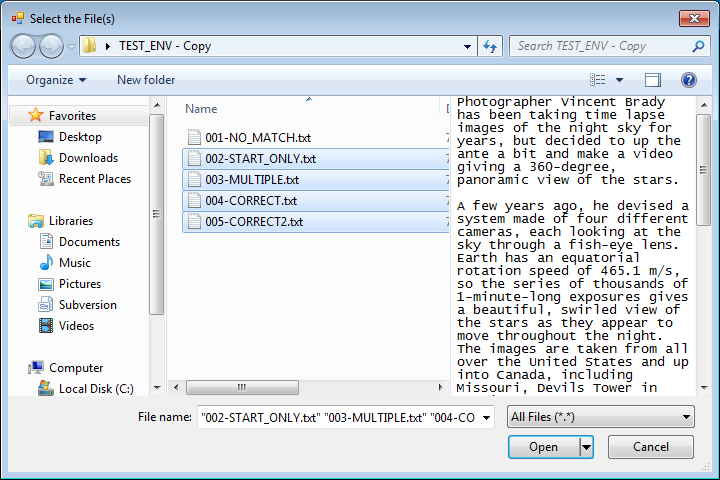 Select the File(s)
TEST_ENV - Copy
Search TEST_ENV - Copy
Organize
New folder
Favorites
Desktop
Downloads
Recent Places
Libraries
Documents
Music
Pictures
Subversion
Videos
Computer
Local Disk (C:)
Name
001-NO_MATCH.txt
002-START_ONLY.txt
003-MULTIPLE.txt
004-CORRECT.txt
005-CORRECT2.txt
Photographer Vincent Brady
has been taking time lapse
images of the night sky for
years, but decided to up the
ante a bit and make a video
giving a 360-degree,
panoramic view of the stars.
A few years ago, he devised a
system made of four different
cameras, each looking at the
sky through a fish-eye lens.
Earth has an equatorial
rotation speed of 465.1 m/s,
so the series of thousands of
1-minute-long exposures gives
a beautiful, swirled view of
the stars as they appear to
move throughout the night.
The images are taken from all
over the United States and up
into Canada, including
Missouri, Devils Tower in
File name:
"002-START_ONLY.txt" "003-MULTIPLE.txt" "004-CO
All Files (*.*)
Open
Cancel